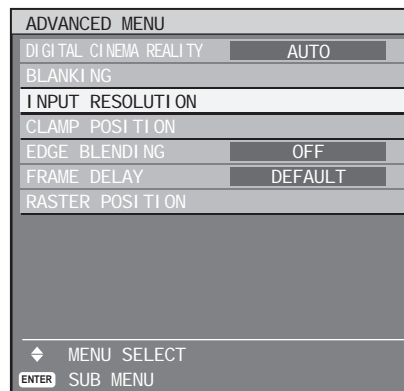 ADVANCED MENU
DIGITAL CINEMA REALITY AUTO
BLANKING
INPUT RESOLUTION
CLAMP POSITION
EDGE BLENDING OFF
FRAME DELAY DEFAULT
RASTER POSITION
MENU SELECT
ENTER SUB MENU